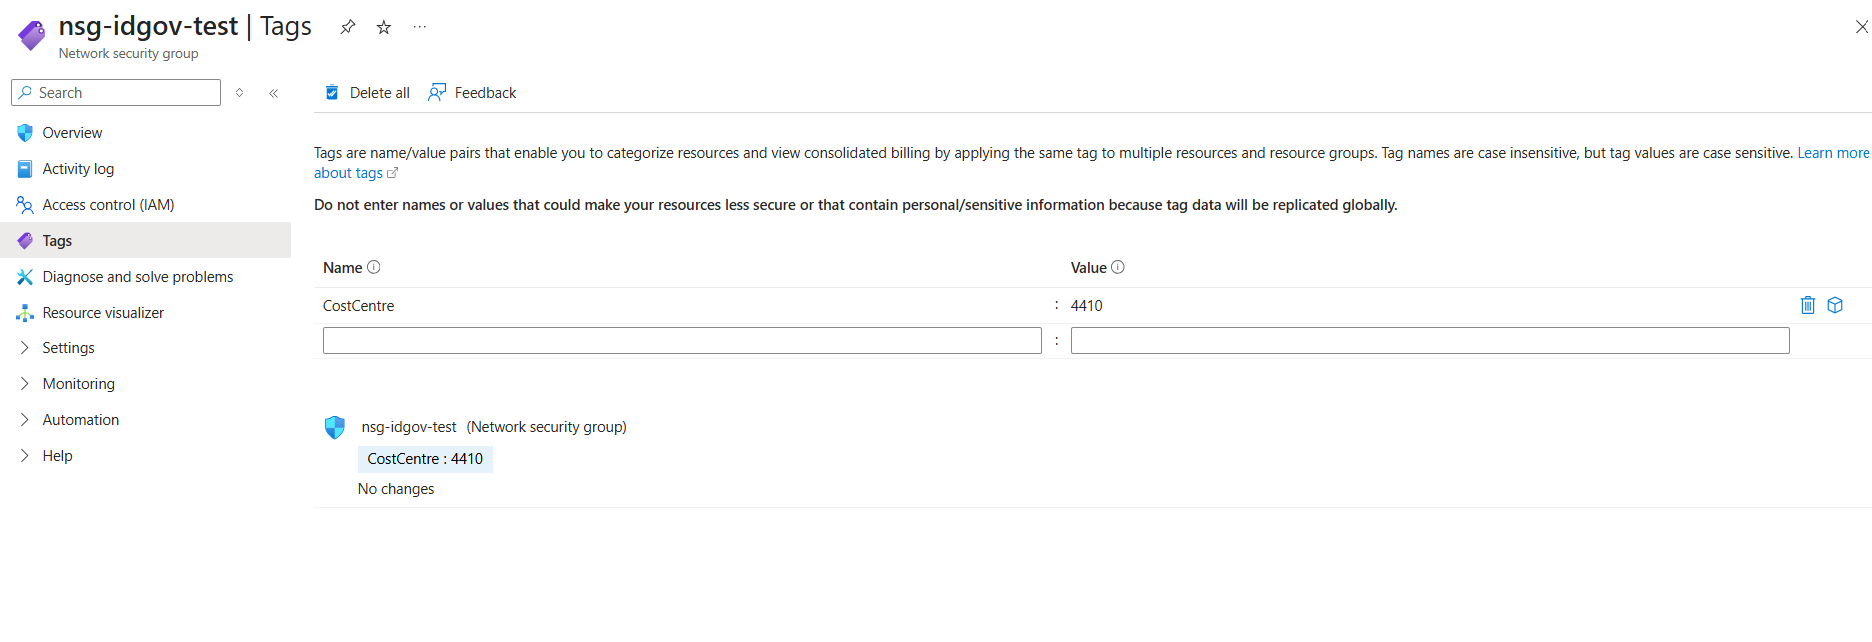 nsg-idgov-test | Tags
Network security group
Search
Overview
Activity log
Access control (IAM)
Tags
Diagnose and solve problems
Resource visualizer
Settings
Monitoring
Automation
Help
Delete all
Feedback
Tags are name/value pairs that enable you to categorize resources and view consolidated billing by applying the same tag to multiple resources and resource groups. Tag names are case insensitive, but tag values are case sensitive. Learn more
about tags
Do not enter names or values that could make your resources less secure or that contain personal/sensitive information because tag data will be replicated globally.
Name Value
CostCentre : 4410
:
nsg-idgov-test (Network security group)
CostCentre : 4410
No changes